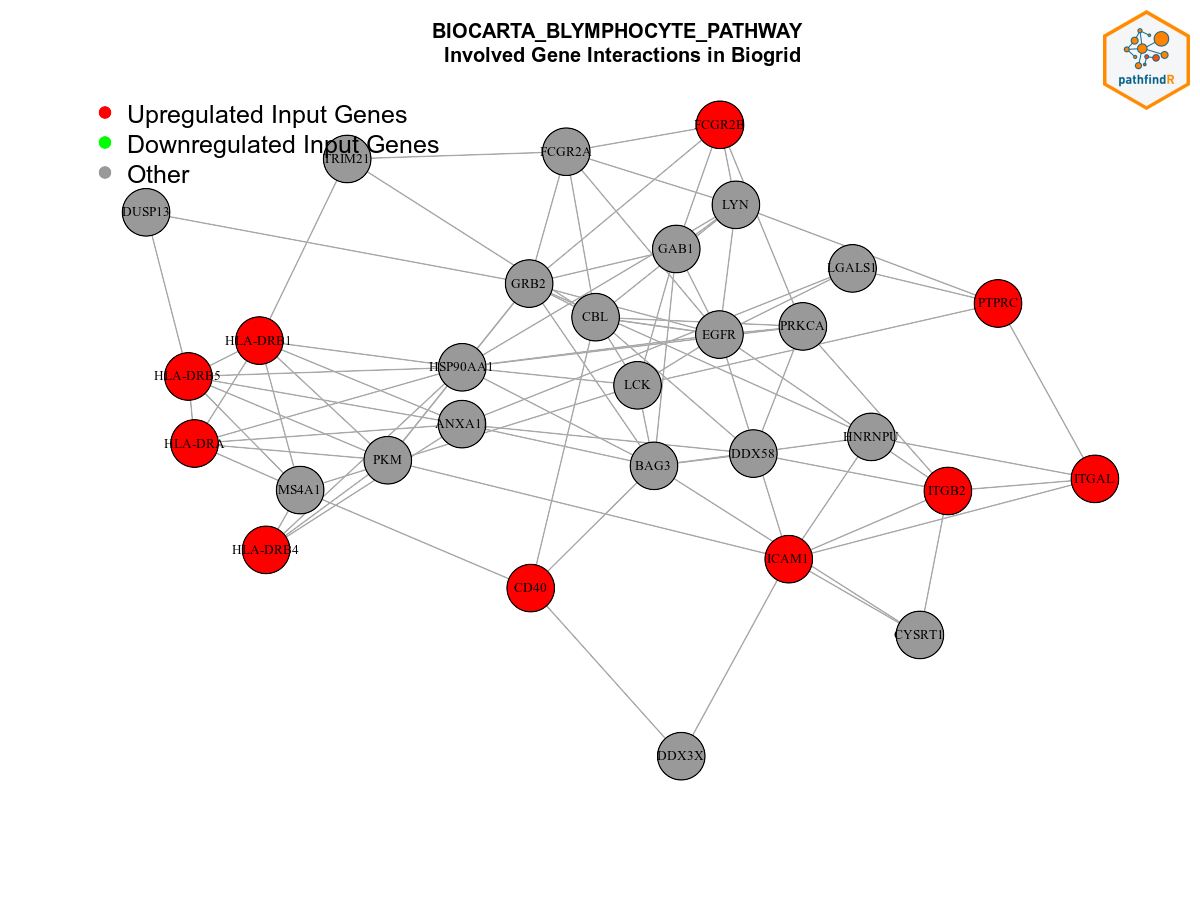 BIOCARTA_BLYMPHOCYTE_PATHWAY
Involved Gene Interactions in Biogrid
pathfindR
Upregulated Input Genes
Downregulated Input Genes
Other
FCGR2B
TRIM21
FCGR2A
LYN
DUSP13
GAB1
LGALS1
GRB2
PTPRC
CBL
PRKCA
EGFR
HLA-DRB1
HSP90AA1
HLA-DRB5
LCK
ANXA1
HNRNPU
HLA-DRA
DDX58
PKM
BAG3
ITGAL
MS4A1
ITGB2
HLA-DRB4
ICAM1
CD40
CYSRT1
DDX3X